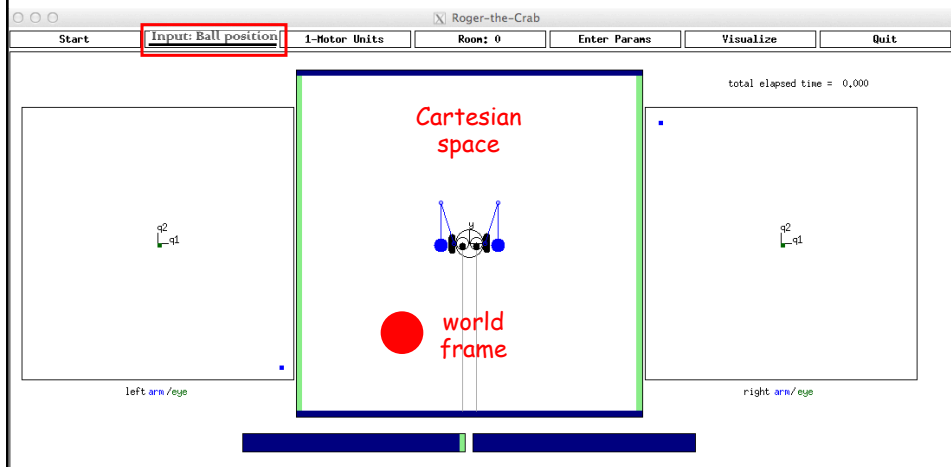 Roger-the-Crab
Start
Input: Ball position
1-Motor Units
Room: 0
Enter Params
Visualize
Quit
total elapsed time = 0.000
Cartesian
space
q2
q1
y
q2
q1
world
frame
left arm/eye
right arm/eye